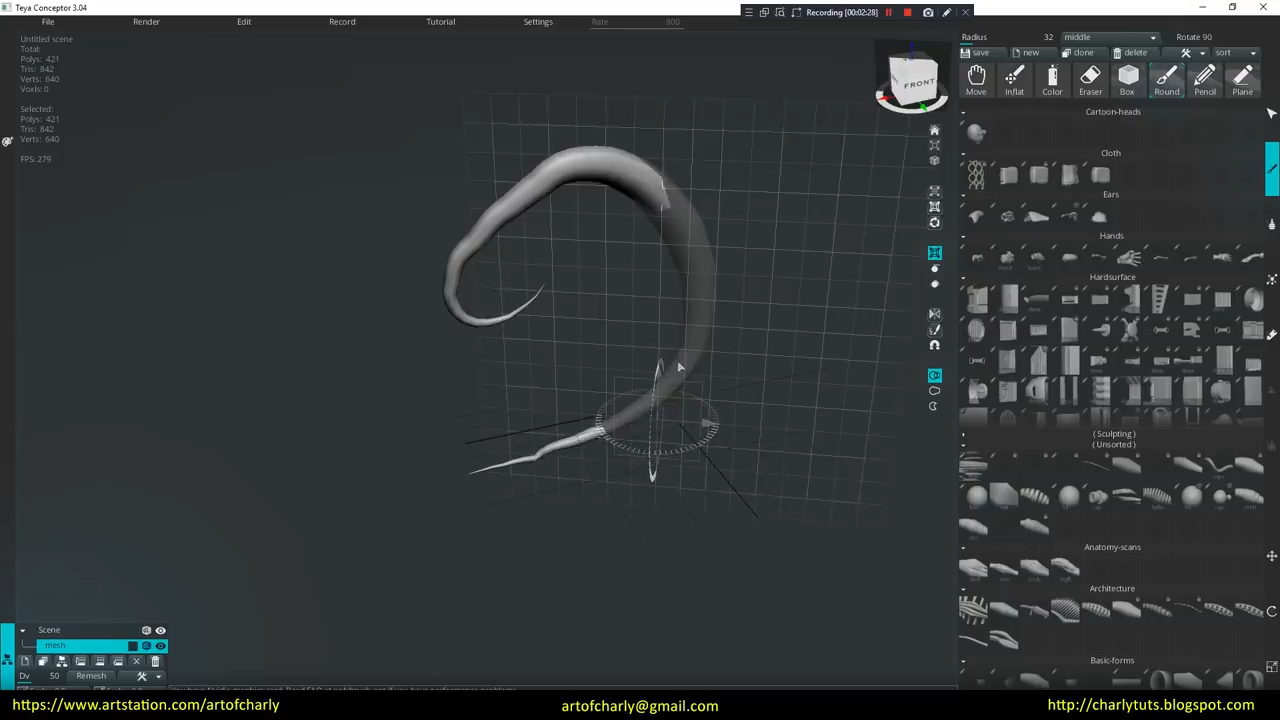 Teya Conceptor 3.04
Recording [00:02:28]
File Render Edit Record Tutorial Settings Rate 800
Untitled scene
Total:
Polys: 421
Tris: 842
Verts: 640
Voxls: 0
Selected:
Polys: 421
Tris: 842
Verts: 640
FPS: 279
FRONT
Radius 32 middle Rotate 90
save new clone delete sort
Move Inflat Color Eraser Box Round Pencil Plane
Cartoon-heads
Cloth
Ears
Hands
Hardsurface
( Sculpting )
( Unsorted )
Anatomy-scans
Architecture
Basic-forms
Scene
mesh
Dv 50 Remesh
https://www.artstation.com/artofcharly
artofcharly@gmail.com
http://charlytuts.blogspot.com